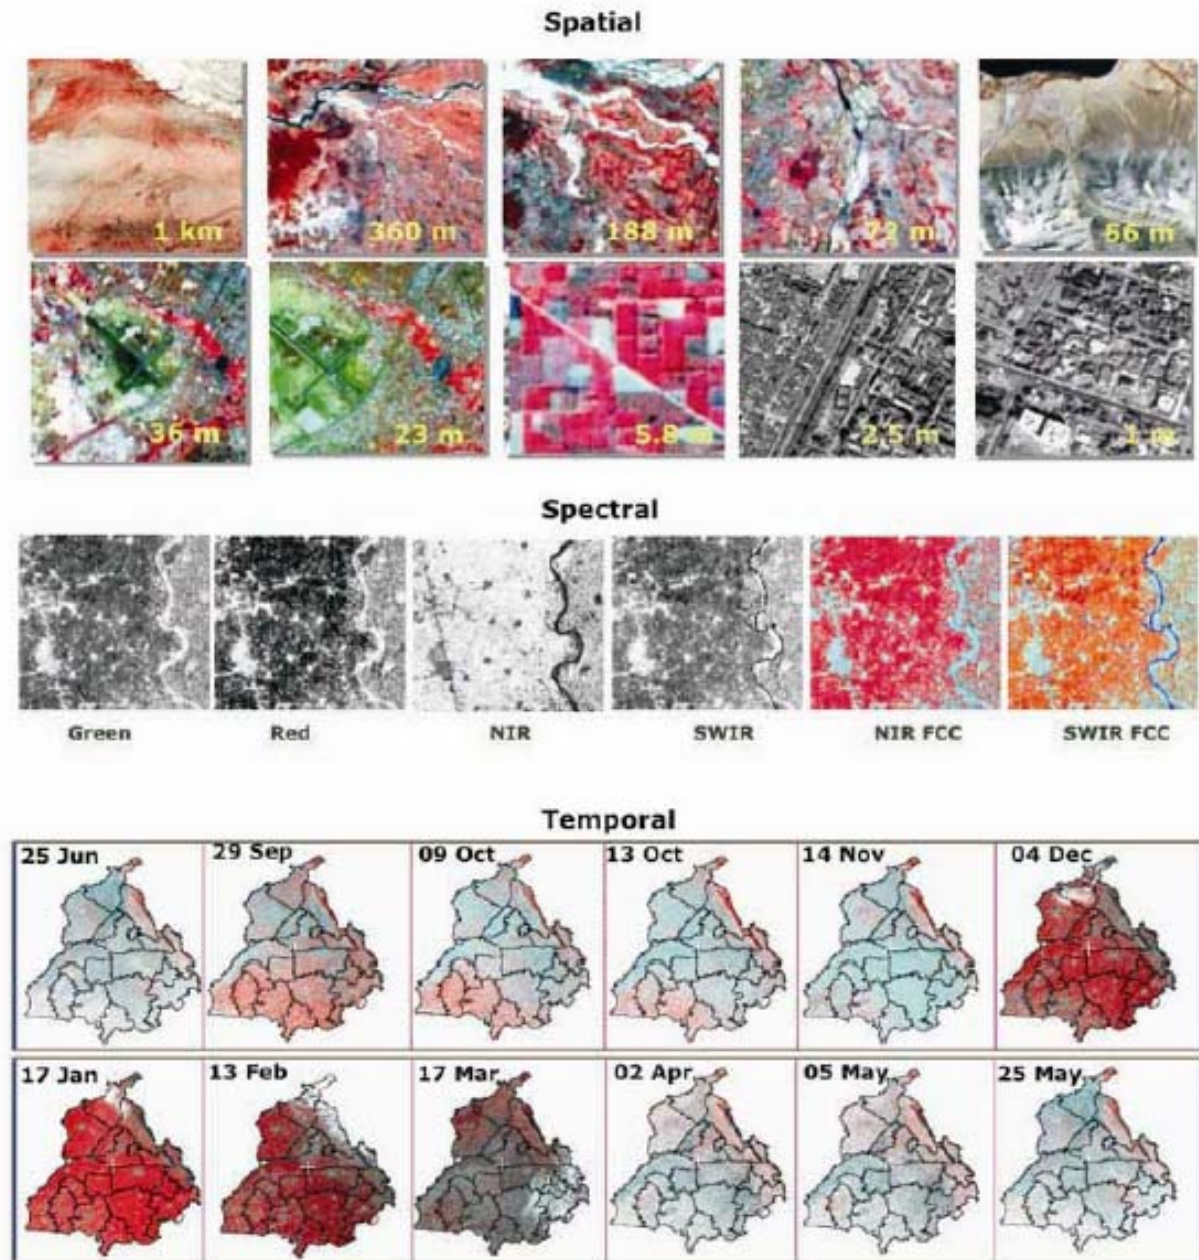 Spatial
1 km 360 m 188 m 72 m 56 m
36 m 23 m 5.8 m 2.5 m 1 m
Spectral
Green Red NIR SWIR NIR FCC SWIR FCC
Temporal
25 Jun 29 Sep 09 Oct 13 Oct 14 Nov 04 Dec
17 Jan 13 Feb 17 Mar 02 Apr 05 May 25 May